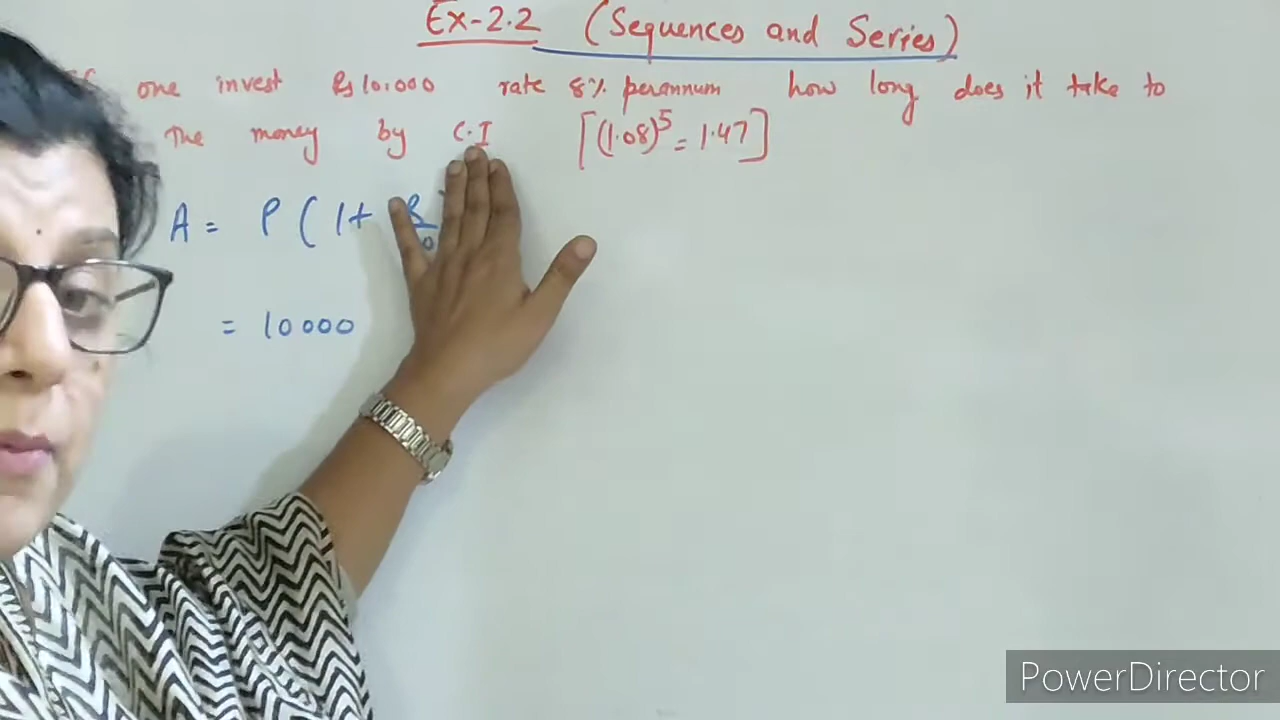 Ex-2.2 (Sequences and Series)
one invest Rs 10.000 rate 8% perannum how long does it take to
The money by C.I [(1.08)^5 = 1.47]
A = P ( 1+ R
= 10000
PowerDirector